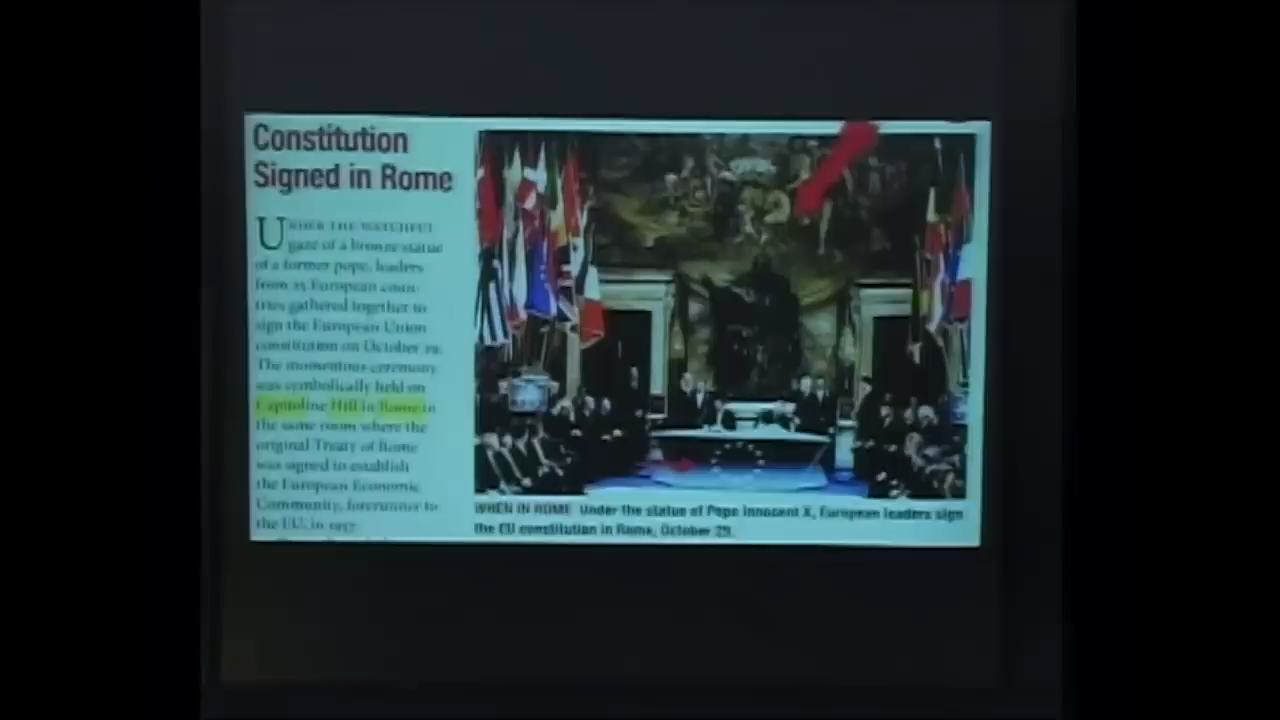 Constitution
Signed in Rome
UNDER THE WATCHFUL
gaze of a bronze statue
of a former pope, leaders
from 25 European coun-
tries gathered together to
sign the European Union
constitution on October 29.
The momentous ceremony
was symbolically held on
Capitoline Hill in Rome in
the same room where the
original Treaty of Rome
was signed to establish
the European Economic
Community, forerunner to
the EU, in 1957.
WHEN IN ROME Under the statue of Pope Innocent X, European leaders sign
the EU constitution in Rome, October 29.